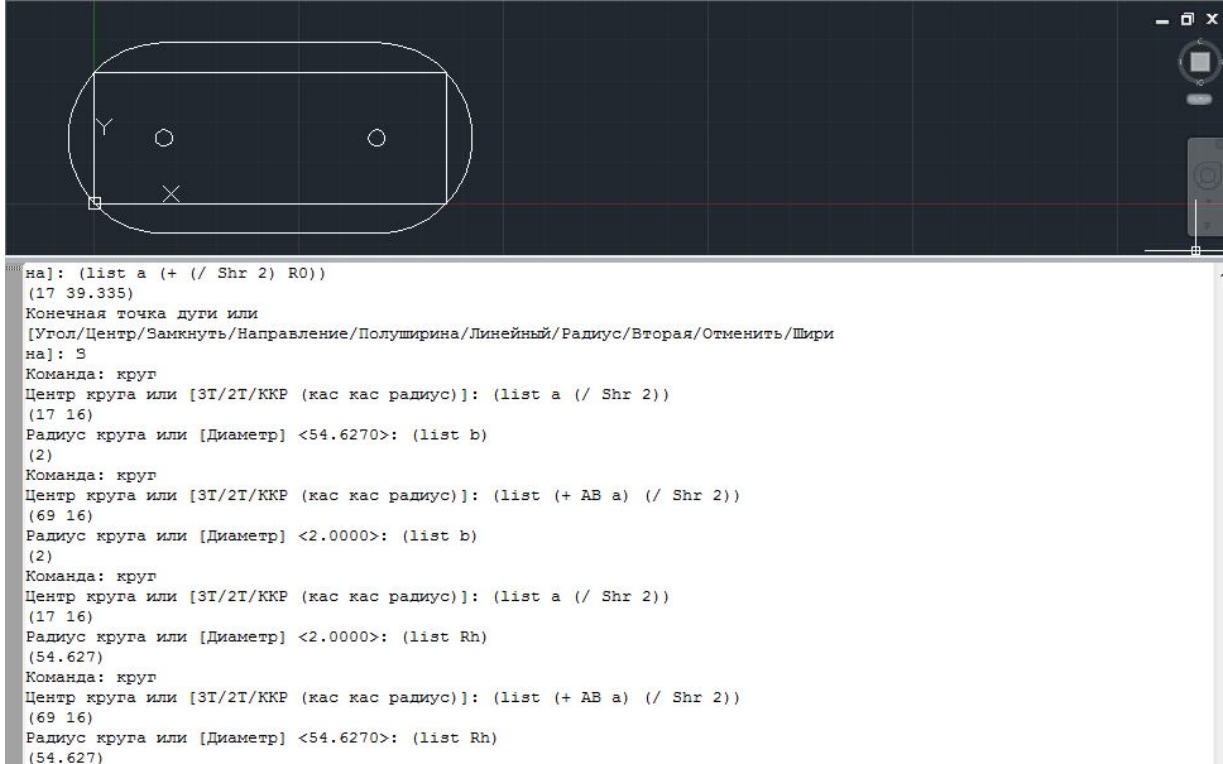 Y
X
на]: (list a (+ (/ Shr 2) R0))
(17 39.335)
Конечная точка дуги или
[Угол/Центр/Замкнуть/Направление/Полуширина/Линейный/Радиус/Вторая/Отменить/Шири
на]: З
Команда: круг
Центр круга или [3Т/2Т/ККР (кас кас радиус)]: (list a (/ Shr 2))
(17 16)
Радиус круга или [Диаметр] <54.6270>: (list b)
(2)
Команда: круг
Центр круга или [3Т/2Т/ККР (кас кас радиус)]: (list (+ AB a) (/ Shr 2))
(69 16)
Радиус круга или [Диаметр] <2.0000>: (list b)
(2)
Команда: круг
Центр круга или [3Т/2Т/ККР (кас кас радиус)]: (list a (/ Shr 2))
(17 16)
Радиус круга или [Диаметр] <2.0000>: (list Rh)
(54.627)
Команда: круг
Центр круга или [3Т/2Т/ККР (кас кас радиус)]: (list (+ AB a) (/ Shr 2))
(69 16)
Радиус круга или [Диаметр] <54.6270>: (list Rh)
(54.627)